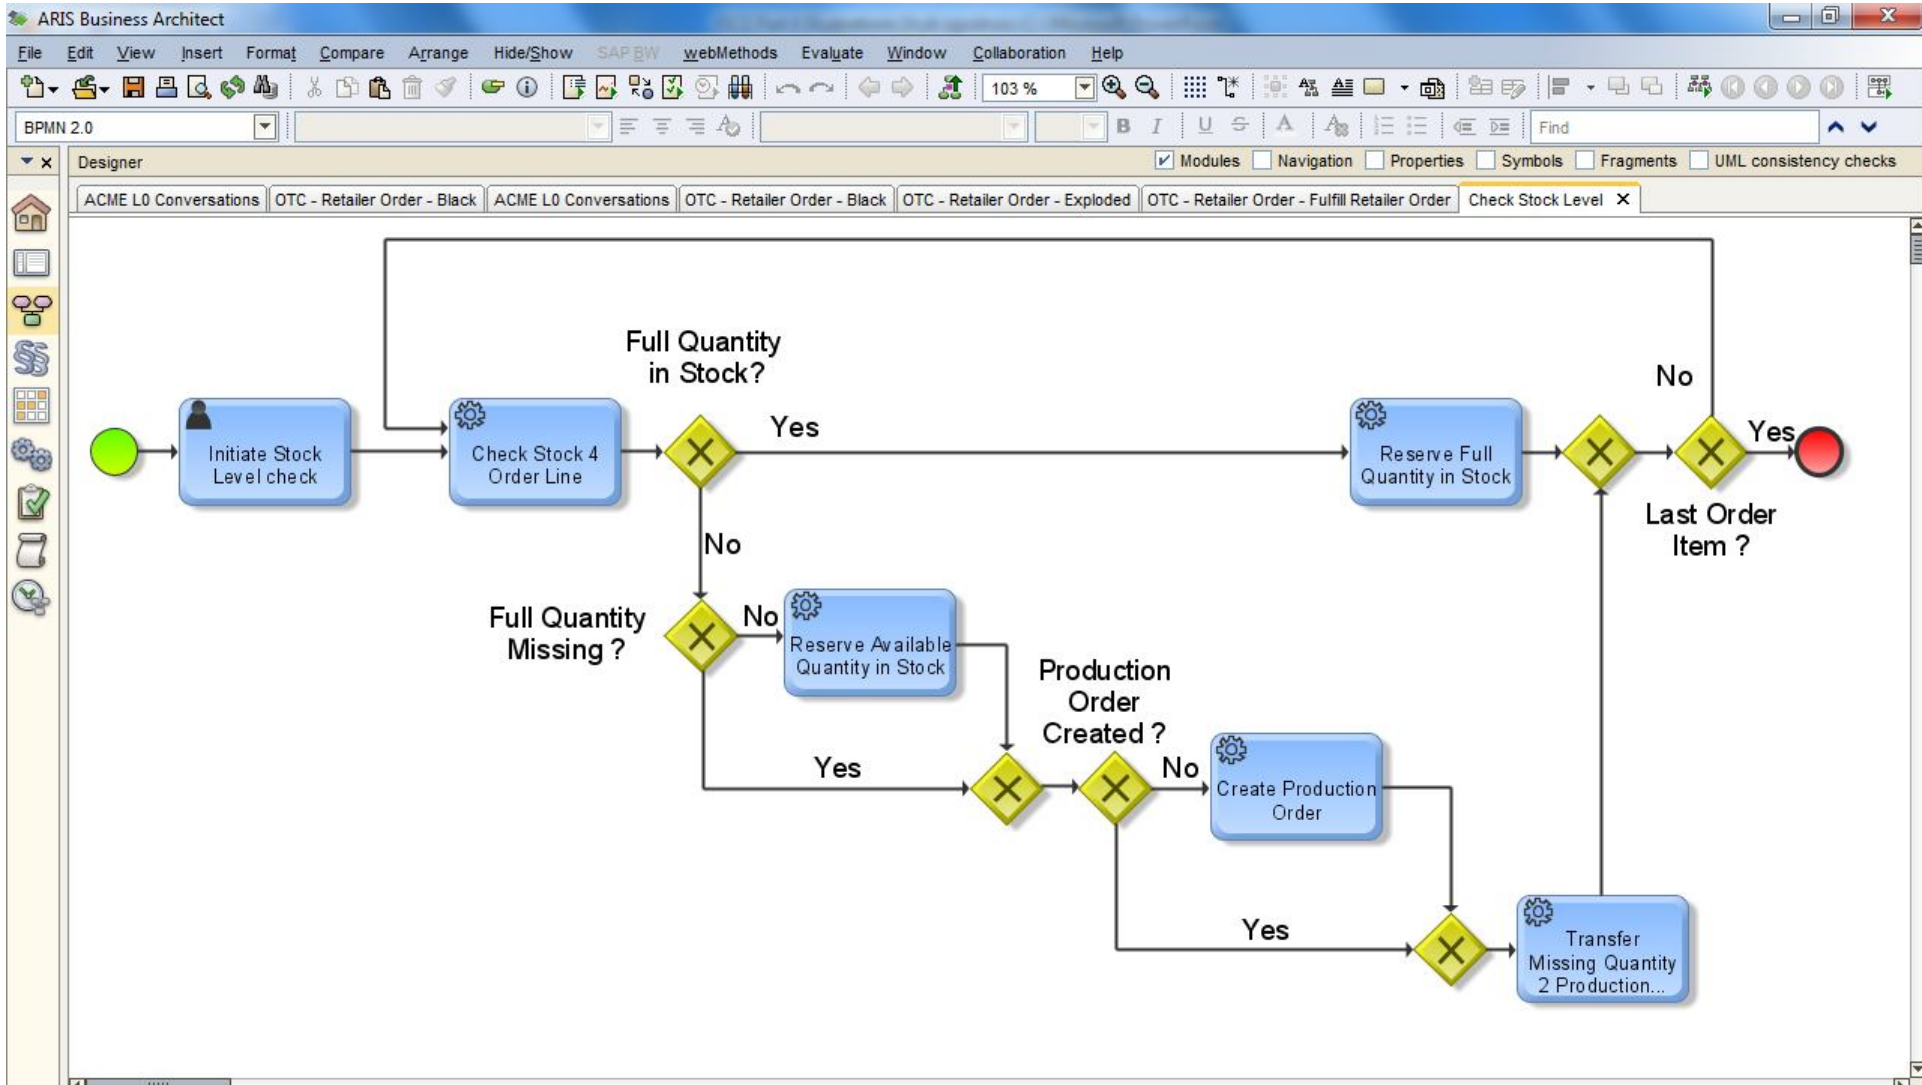 ARIS Business Architect
File Edit View Insert Format Compare Arrange Hide/Show SAP BW webMethods Evaluate Window Collaboration Help
103 %
B I U S A
BPMN 2.0
Find
Designer
Modules Navigation Properties Symbols Fragments UML consistency checks
ACME L0 Conversations OTC - Retailer Order - Black ACME L0 Conversations OTC - Retailer Order - Black OTC - Retailer Order - Exploded OTC - Retailer Order - Fulfill Retailer Order Check Stock Level
Full Quantity
in Stock?
No
Yes
Yes
Initiate Stock
Level check
Check Stock 4
Order Line
Reserve Full
Quantity in Stock
Last Order
Item ?
No
Full Quantity
Missing ?
No
Reserve Available
Quantity in Stock
Production
Order
Created ?
Yes
No
Create Production
Order
Yes
Transfer
Missing Quantity
2 Production...